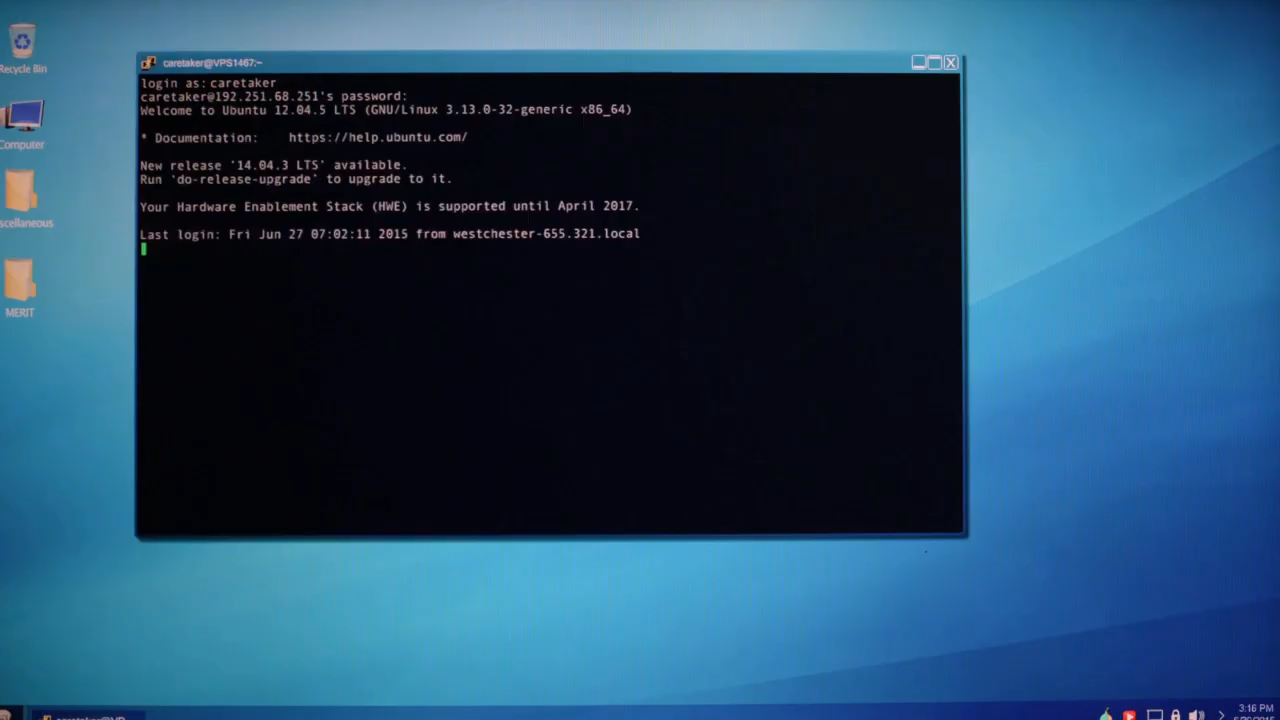 Recycle Bin
Computer
scellaneous
MERIT
caretaker@VPS1467:~
login as: caretaker
caretaker@192.251.68.251's password:
Welcome to Ubuntu 12.04.5 LTS (GNU/Linux 3.13.0-32-generic x86_64)
* Documentation: https://help.ubuntu.com/
New release '14.04.3 LTS' available.
Run 'do-release-upgrade' to upgrade to it.
Your Hardware Enablement Stack (HWE) is supported until April 2017.
Last login: Fri Jun 27 07:02:11 2015 from westchester-655.321.local
3:16 PM